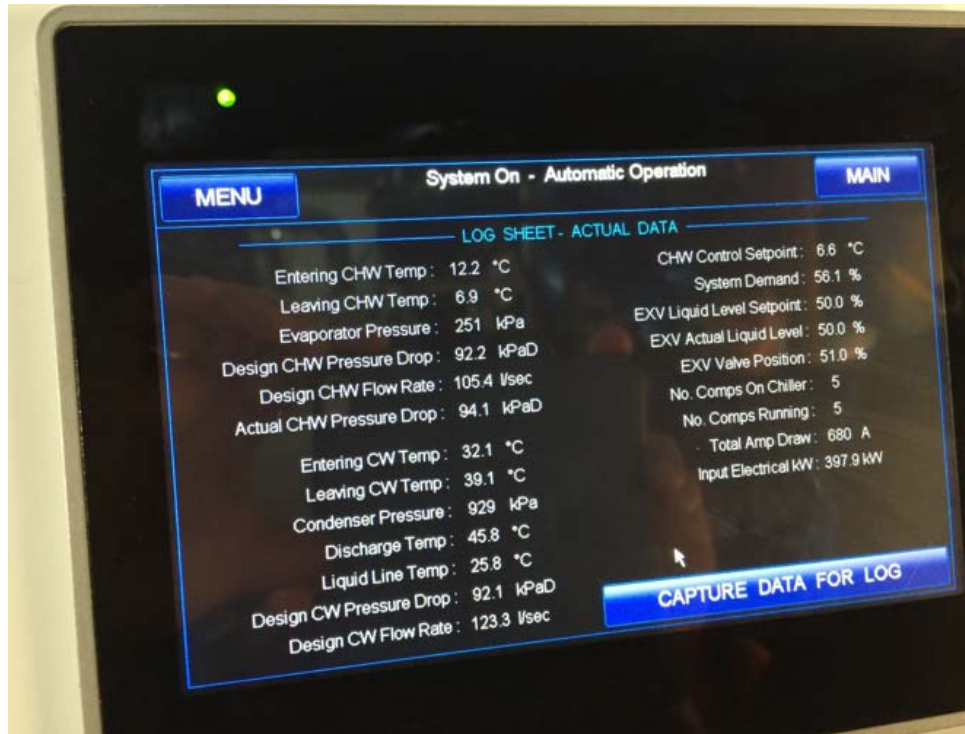 MENU
System On - Automatic Operation
MAIN
LOG SHEET - ACTUAL DATA
Entering CHW Temp : 12.2 °C
Leaving CHW Temp : 6.9 °C
Evaporator Pressure : 251 kPa
Design CHW Pressure Drop : 92.2 kPaD
Design CHW Flow Rate : 105.4 l/sec
Actual CHW Pressure Drop : 94.1 kPaD
Entering CW Temp : 32.1 °C
Leaving CW Temp : 39.1 °C
Condenser Pressure : 929 kPa
Discharge Temp : 45.8 °C
Liquid Line Temp : 25.8 °C
Design CW Pressure Drop : 92.1 kPaD
Design CW Flow Rate : 123.3 l/sec
CHW Control Setpoint : 6.6 °C
System Demand : 56.1 %
EXV Liquid Level Setpoint : 50.0 %
EXV Actual Liquid Level : 50.0 %
EXV Valve Position : 51.0 %
No. Comps On Chiller : 5
No. Comps Running : 5
Total Amp Draw : 680 A
Input Electrical kW : 397.9 kW
CAPTURE DATA FOR LOG